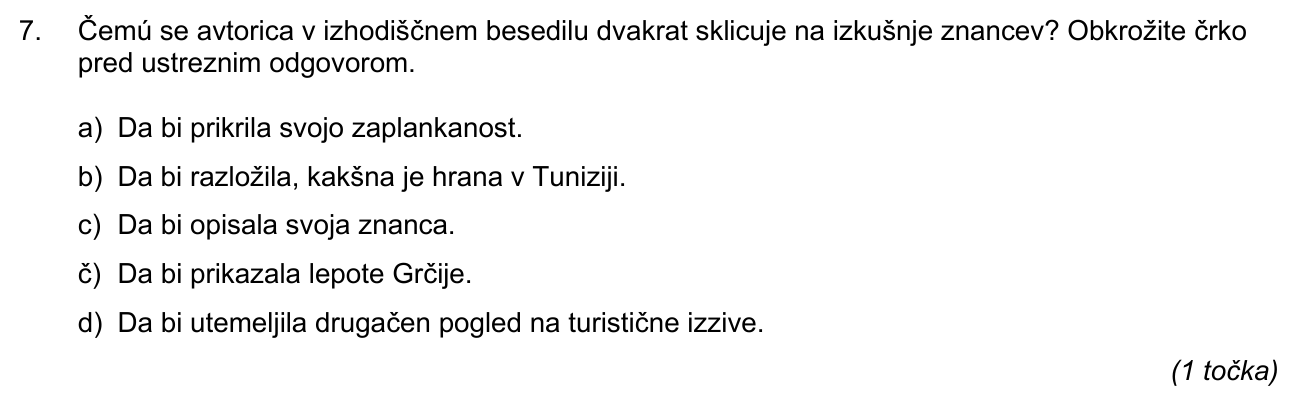 7. Čemú se avtorica v izhodiščnem besedilu dvakrat sklicuje na izkušnje znancev? Obkrožite črko
pred ustreznim odgovorom.
a) Da bi prikrila svojo zaplankanost.
b) Da bi razložila, kakšna je hrana v Tuniziji.
c) Da bi opisala svoja znanca.
č) Da bi prikazala lepote Grčije.
d) Da bi utemeljila drugačen pogled na turistične izzive.
(1 točka)